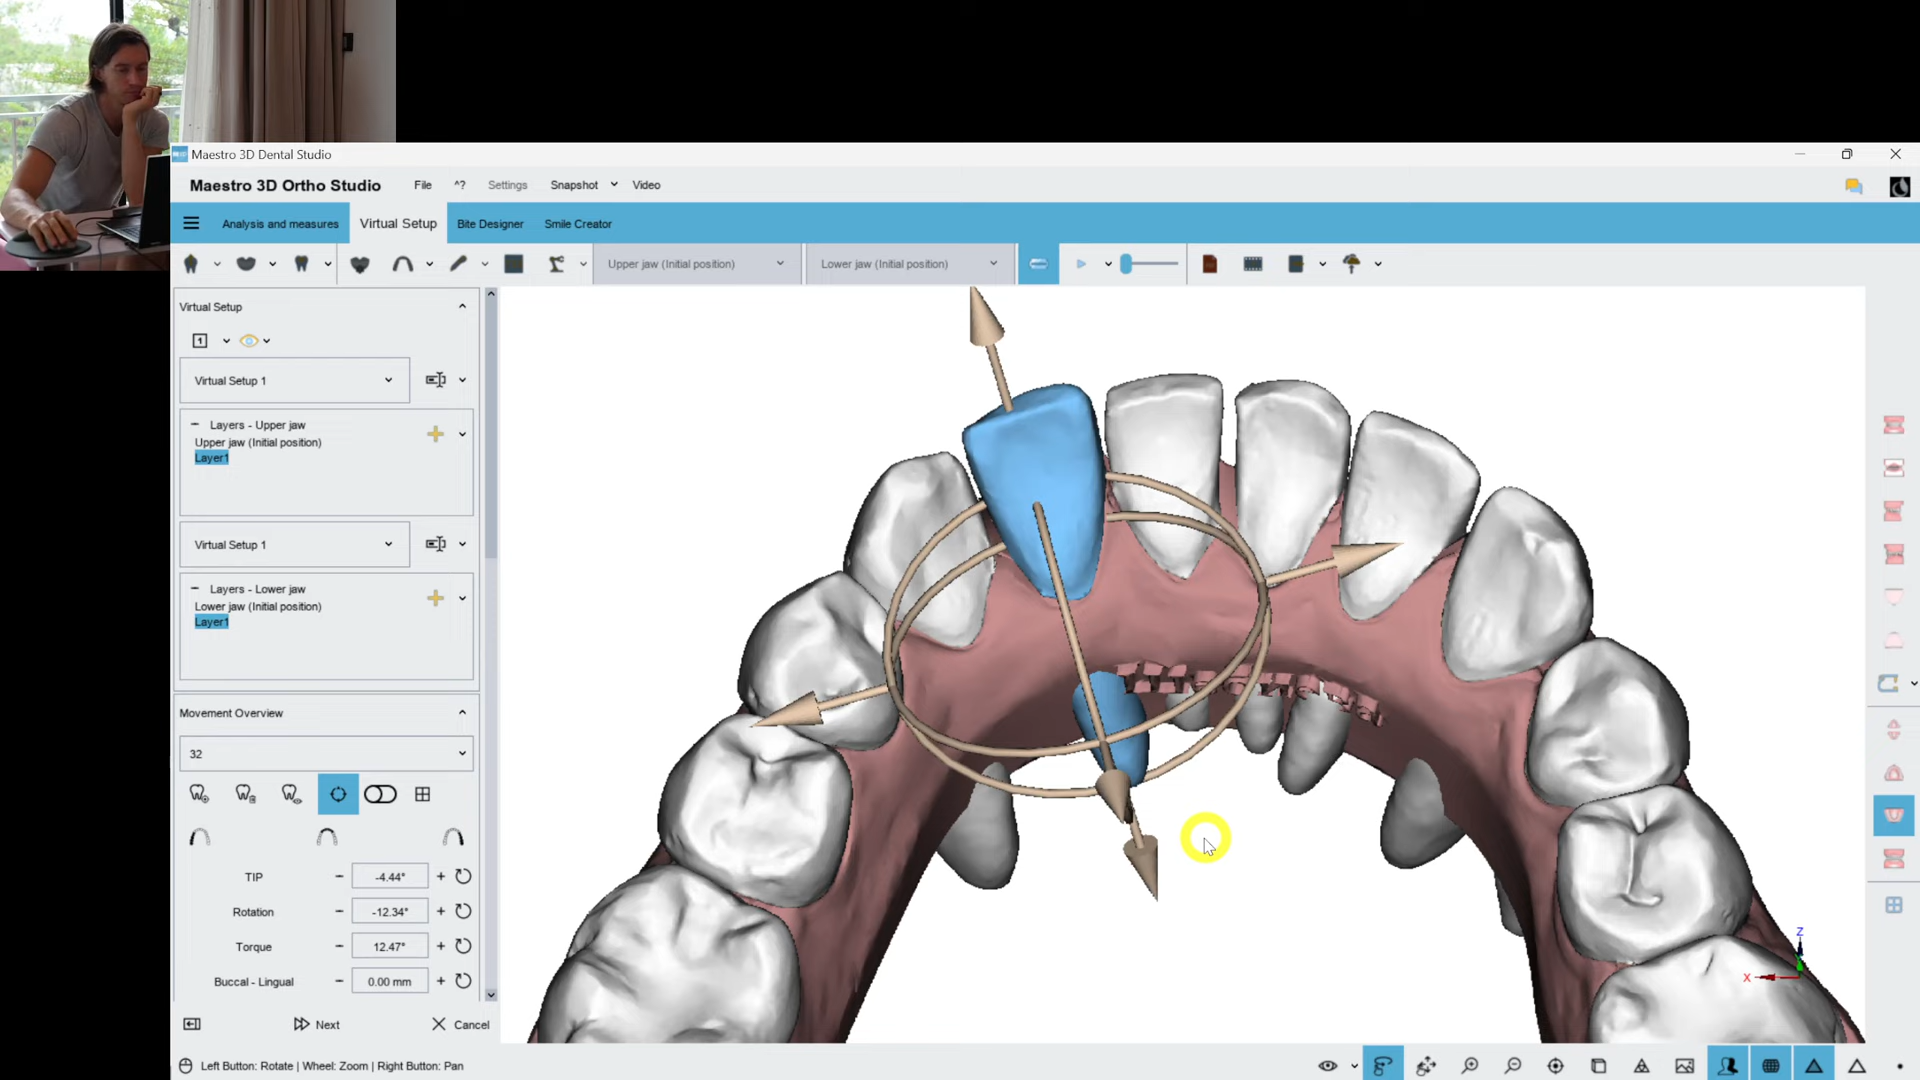 Maestro 3D Dental Studio
Maestro 3D Ortho Studio File ^? Settings Snapshot Video
Analysis and measures Virtual Setup Bite Designer Smile Creator
Upper jaw (Initial position) Lower jaw (Initial position)
Virtual Setup
1
Virtual Setup 1
Layers - Upper jaw
Upper jaw (Initial position)
Layer1
Virtual Setup 1
Layers - Lower jaw
Lower jaw (Initial position)
Layer1
Movement Overview
32
TIP - -4.44° +
Rotation - -12.34° +
Torque - 12.47° +
Buccal - Lingual - 0.00 mm +
Next Cancel
Z
X
Left Button: Rotate | Wheel: Zoom | Right Button: Pan